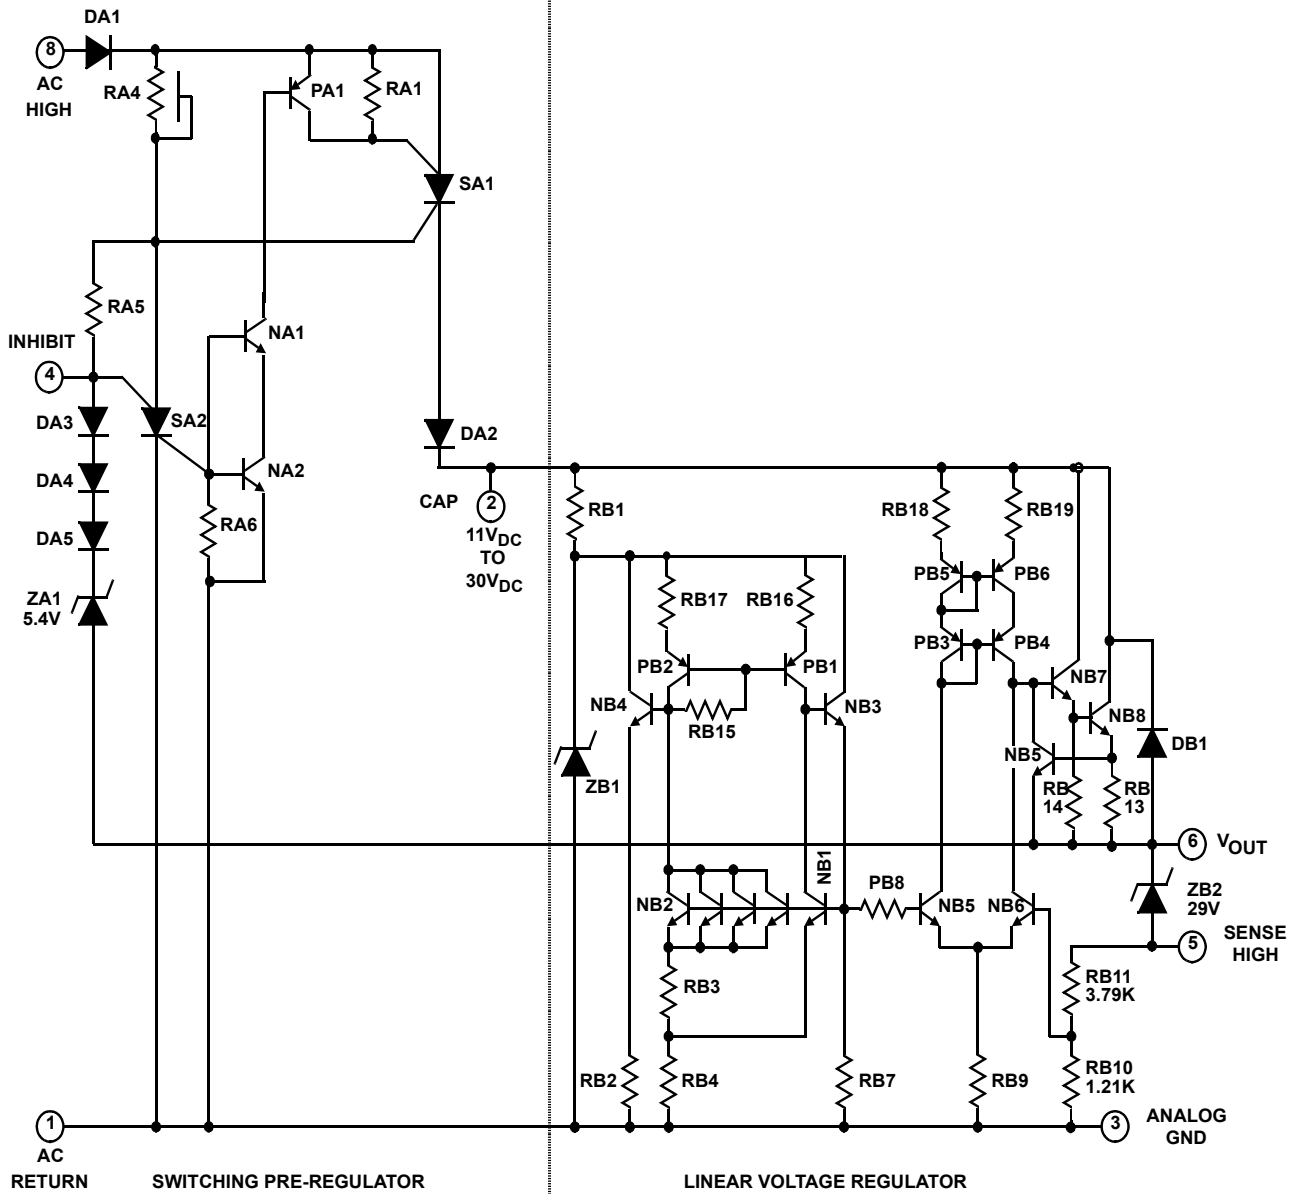 DA1
8
AC
HIGH
RA4
PA1
RA1
SA1
RA5
INHIBIT
4
NA1
DA3
SA2
DA4
NA2
DA5
RA6
ZA1
5.4V
DA2
CAP
2
11VDC
TO
30VDC
RB1
RB18
RB19
PB5
PB6
RB17
RB16
PB3
PB4
PB2
PB1
NB4
RB15
NB3
NB7
NB8
NB5
DB1
ZB1
RB
14
RB
13
6
VOUT
NB1
PB8
NB2
NB5
NB6
ZB2
29V
5
SENSE
HIGH
RB3
RB11
3.79K
RB2
RB4
RB7
RB9
RB10
1.21K
1
AC
RETURN
3
ANALOG
GND
SWITCHING PRE-REGULATOR
LINEAR VOLTAGE REGULATOR